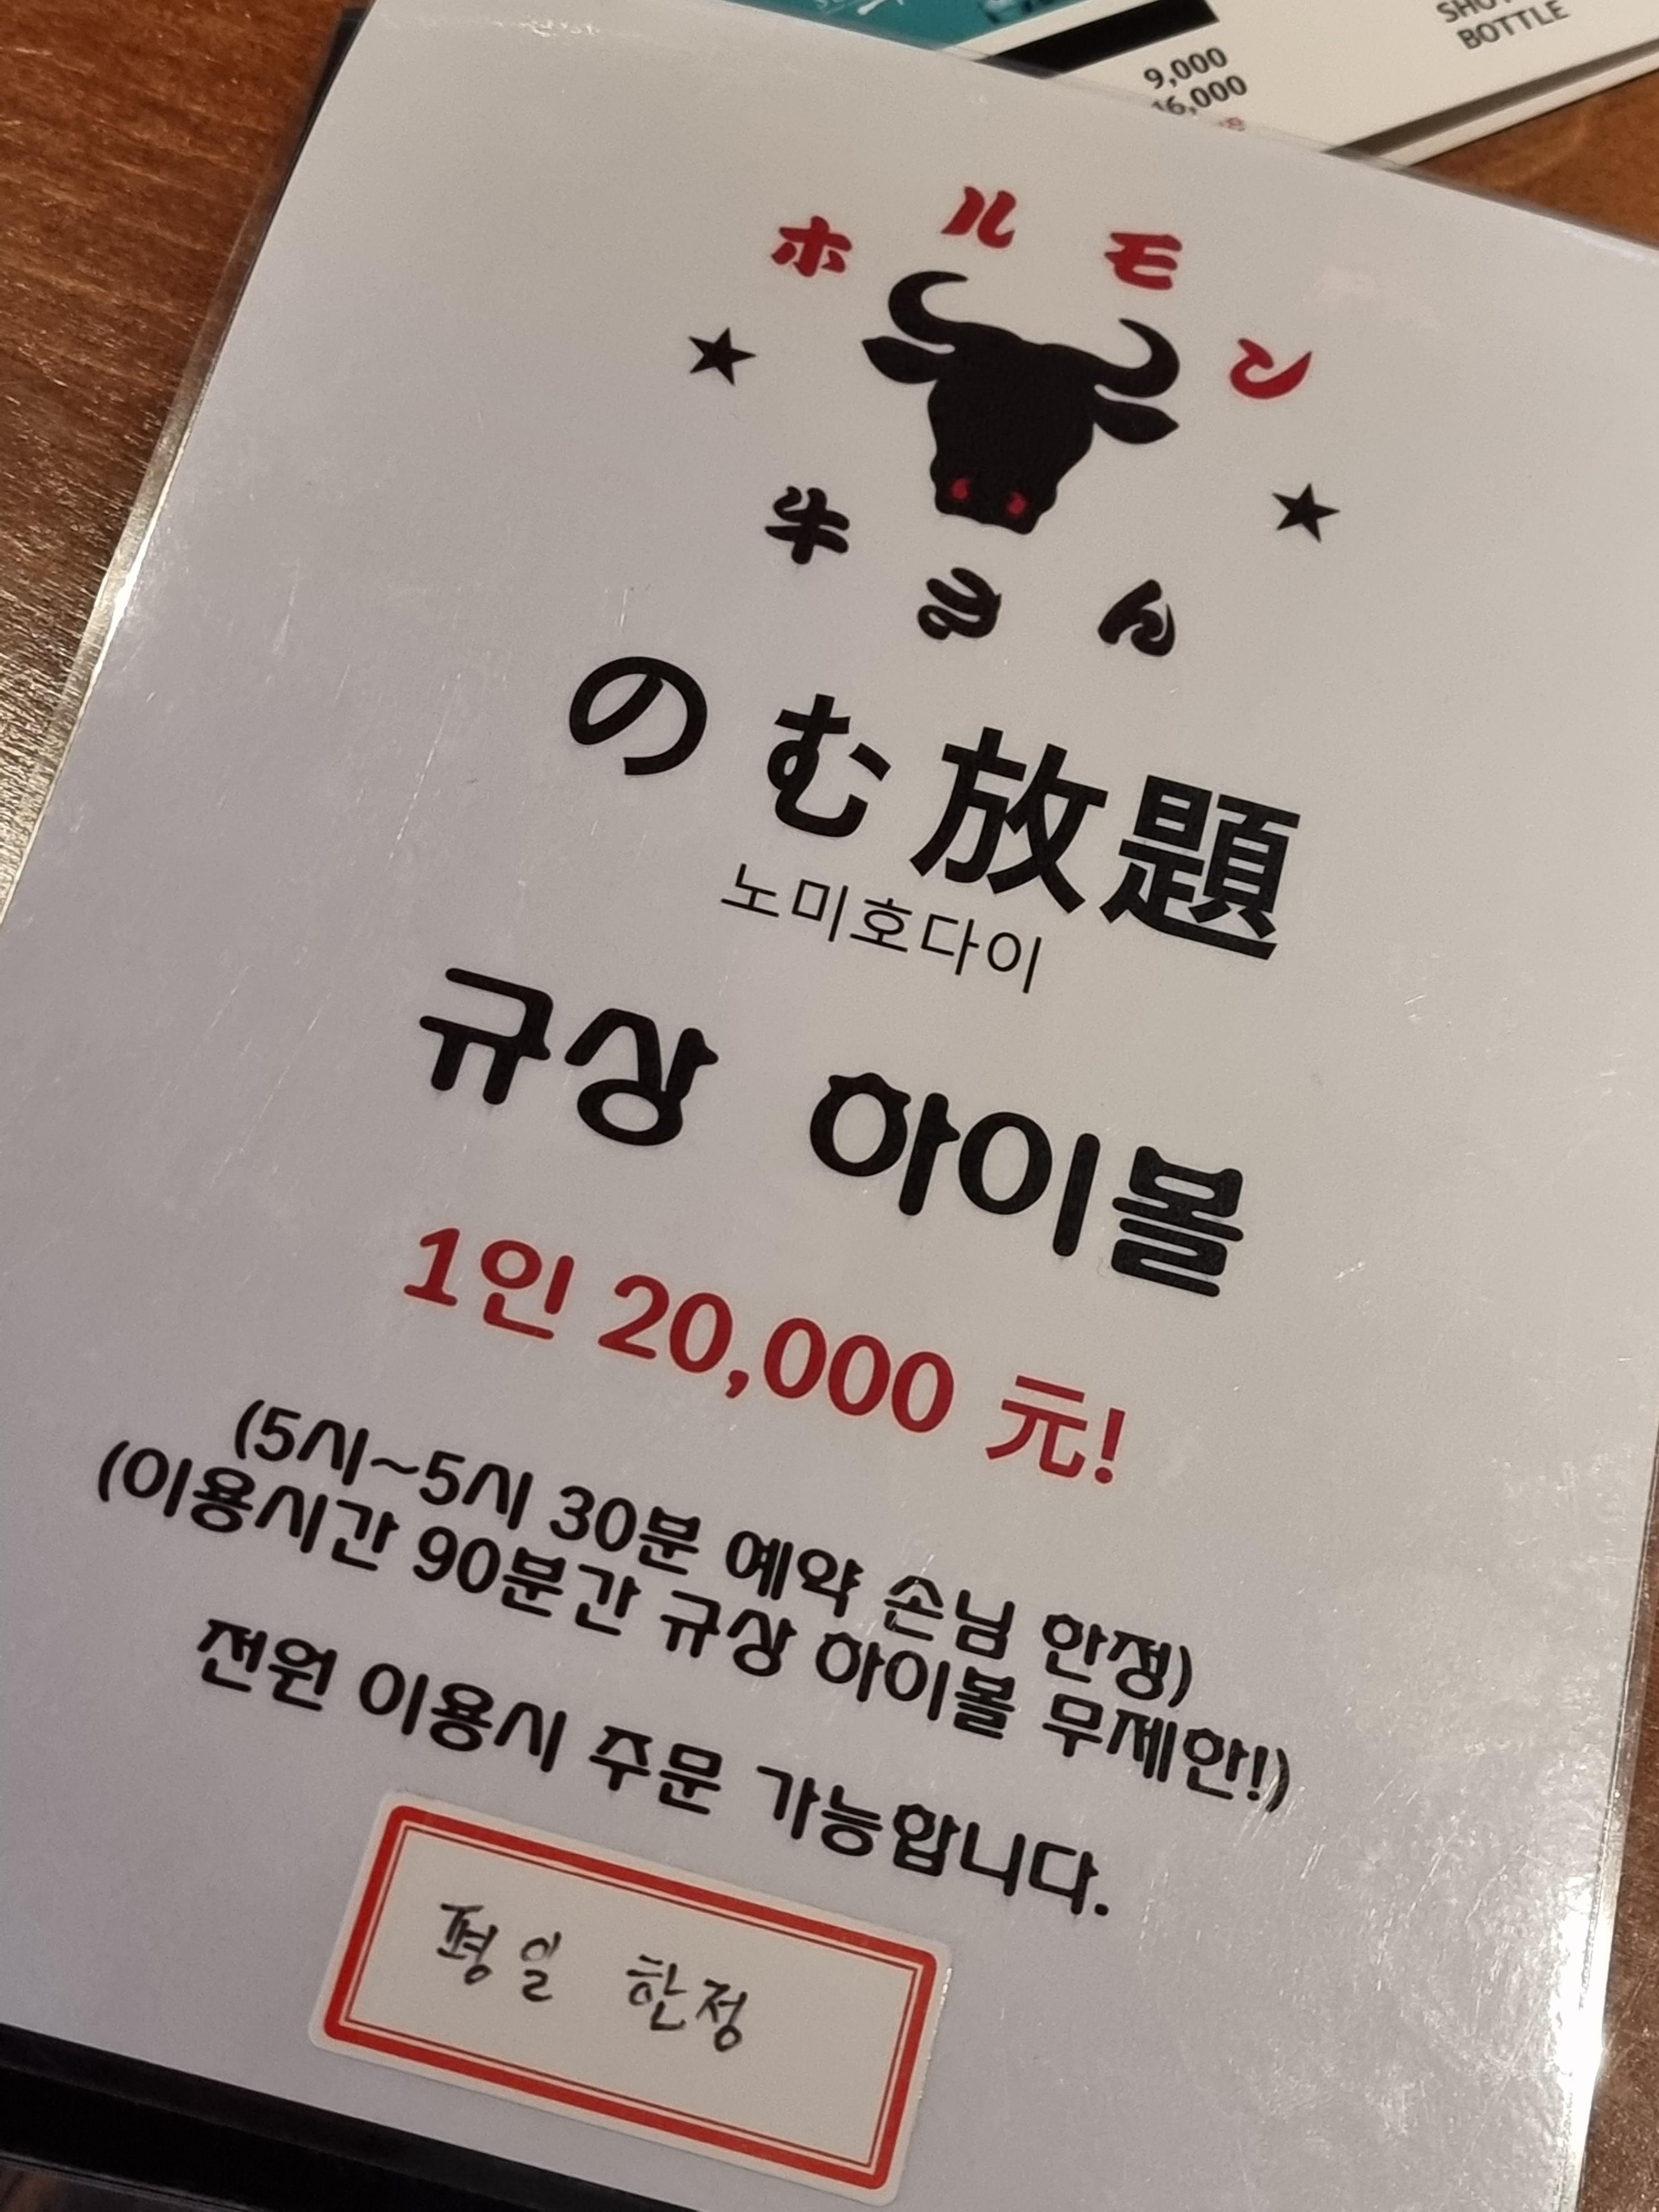 SHOT
BOTTLE
9,000
16,000
ホルモン
牛さん
のむ放題
노미호다이
규상 하이볼
1인 20,000 元!
(5시~5시 30분 예약 손님 한정)
(이용시간 90분간 규상 하이볼 무제한!)
전원 이용시 주문 가능합니다.
평일 한정